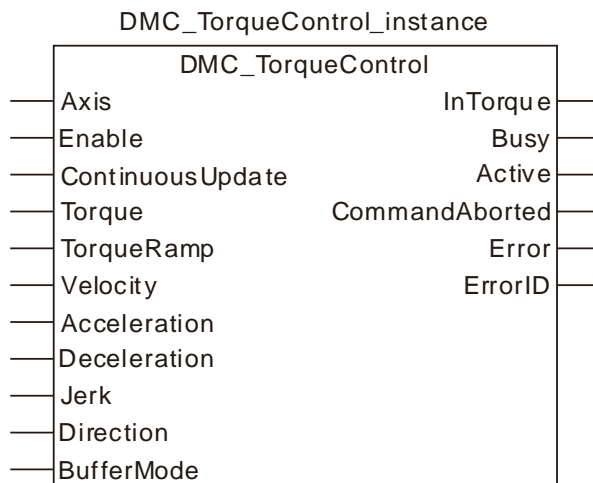 DMC_TorqueControl_instance
DMC_TorqueControl
Axis InTorque
Enable Busy
ContinuousUpdate Active
Torque CommandAborted
TorqueRamp Error
Velocity ErrorID
Acceleration
Deceleration
Jerk
Direction
BufferMode